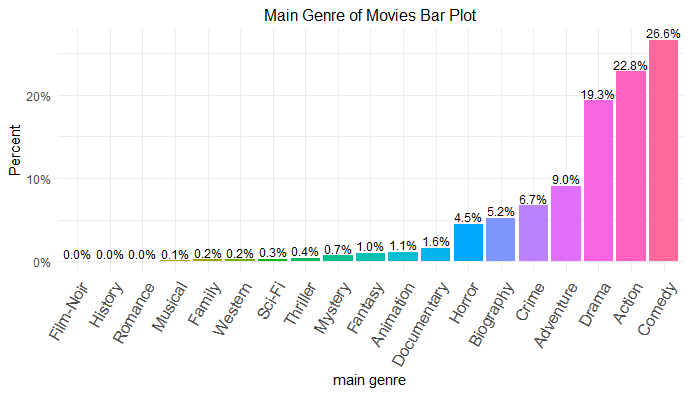 Main Genre of Movies Bar Plot
Percent
20%
10%
0%
0.0%
0.0%
0.0%
0.1%
0.2%
0.2%
0.3%
0.4%
0.7%
1.0%
1.1%
1.6%
4.5%
5.2%
6.7%
9.0%
19.3%
22.8%
26.6%
Film-Noir
History
Romance
Musical
Family
Western
Sci-Fi
Thriller
Mystery
Fantasy
Animation
Documentary
Horror
Biography
Crime
Adventure
Drama
Action
Comedy
main genre